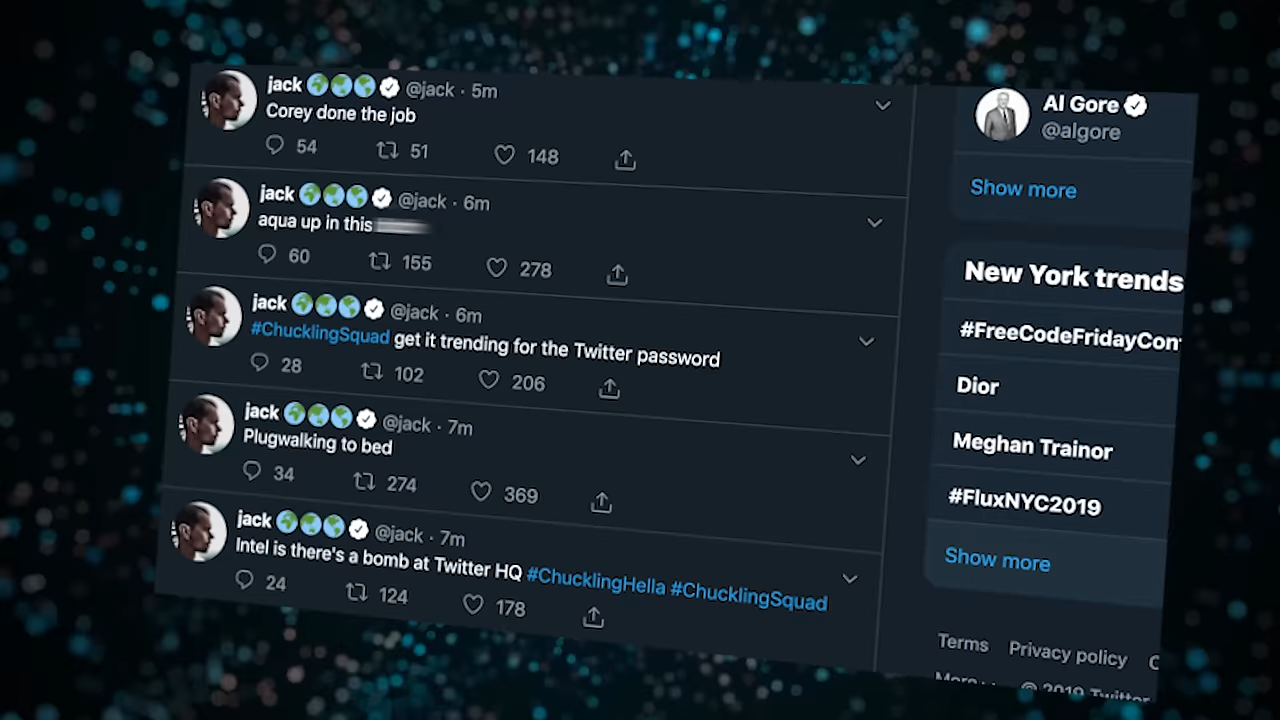 jack 🌍🌏🌎 @jack · 5m
Corey done the job
54 51 148
jack 🌍🌏🌎 @jack · 6m
aqua up in this
60 155 278
jack 🌍🌏🌎 @jack · 6m
#ChucklingSquad get it trending for the Twitter password
28 102 206
jack 🌍🌏🌎 @jack · 7m
Plugwalking to bed
34 274 369
jack 🌍🌏🌎 @jack · 7m
Intel is there's a bomb at Twitter HQ #ChucklingHella #ChucklingSquad
24 124 178
Al Gore
@algore
Show more
New York trends
#FreeCodeFridayCon
Dior
Meghan Trainor
#FluxNYC2019
Show more
Terms Privacy policy C
More © 2019 Twitter